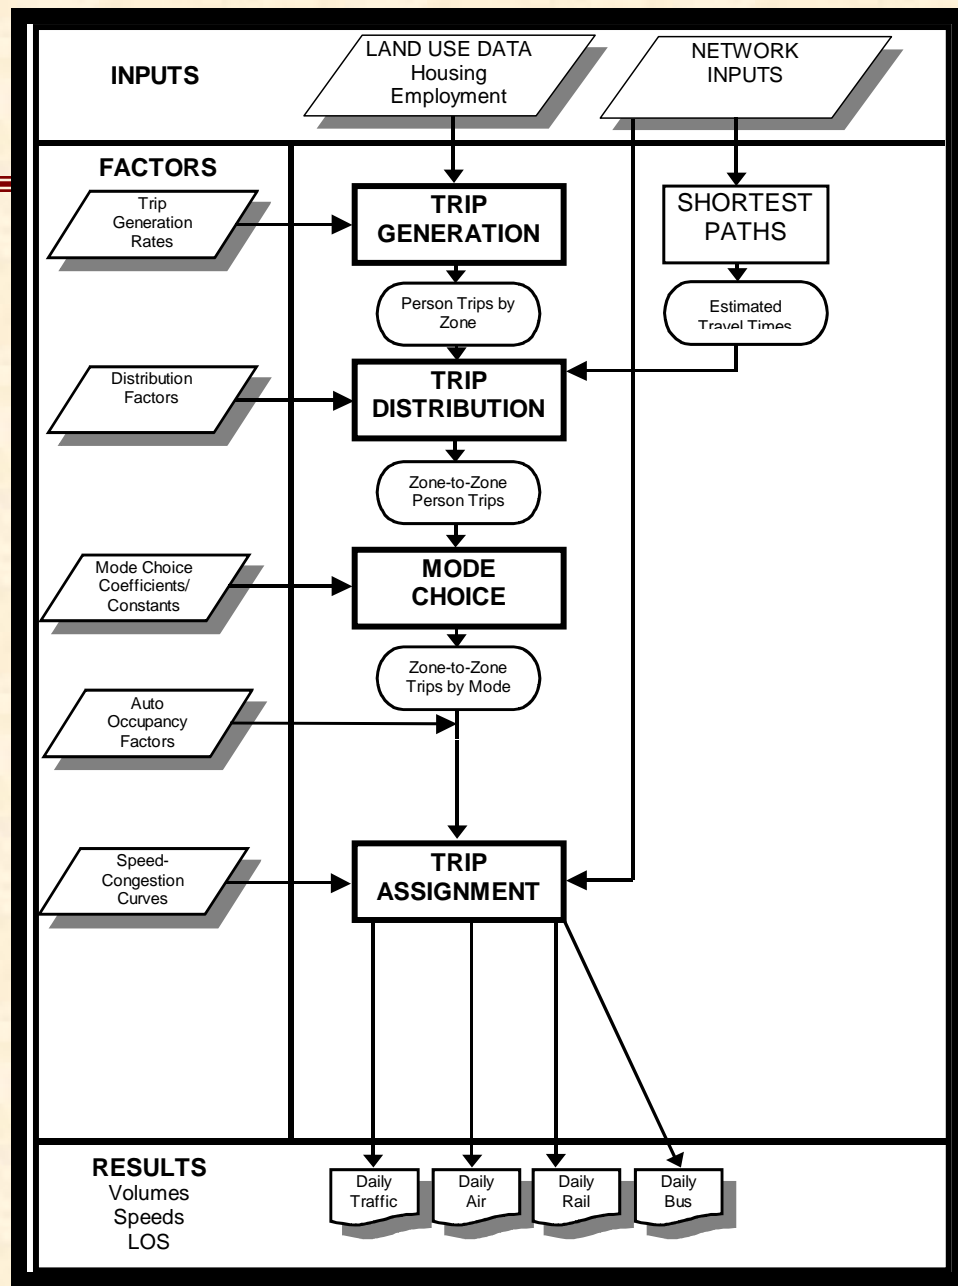 INPUTS
LAND USE DATA
Housing
Employment
NETWORK
INPUTS
FACTORS
Trip
Generation
Rates
TRIP
GENERATION
SHORTEST
PATHS
Person Trips by
Zone
Estimated
Travel Times
Distribution
Factors
TRIP
DISTRIBUTION
Zone-to-Zone
Person Trips
Mode Choice
Coefficients/
Constants
MODE
CHOICE
Zone-to-Zone
Trips by Mode
Auto
Occupancy
Factors
Speed-
Congestion
Curves
TRIP
ASSIGNMENT
RESULTS
Volumes
Speeds
LOS
Daily
Traffic
Daily
Air
Daily
Rail
Daily
Bus